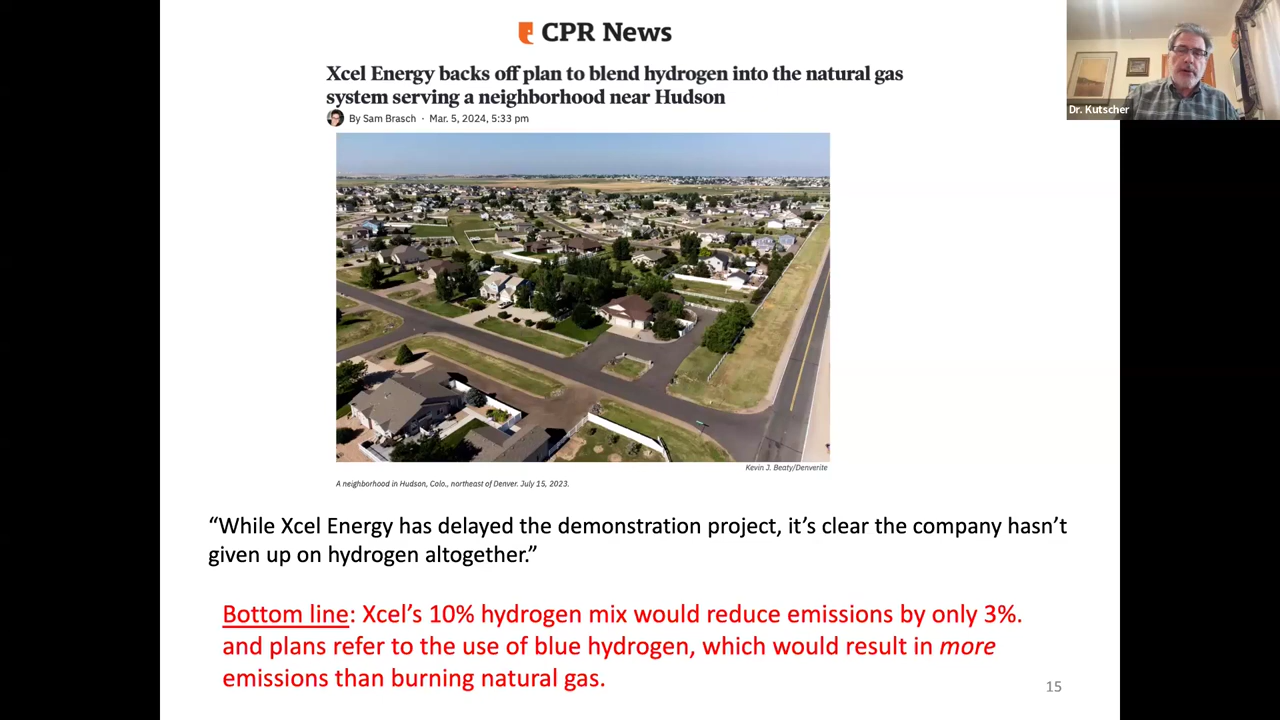 CPR News
Xcel Energy backs off plan to blend hydrogen into the natural gas
system serving a neighborhood near Hudson
By Sam Brasch · Mar. 5, 2024, 5:33 pm
Dr. Kutscher
Kevin J. Beaty/Denverite
A neighborhood in Hudson, Colo., northeast of Denver. July 15, 2023.
“While Xcel Energy has delayed the demonstration project, it’s clear the company hasn’t
given up on hydrogen altogether.”
Bottom line: Xcel’s 10% hydrogen mix would reduce emissions by only 3%.
and plans refer to the use of blue hydrogen, which would result in more
emissions than burning natural gas.
15